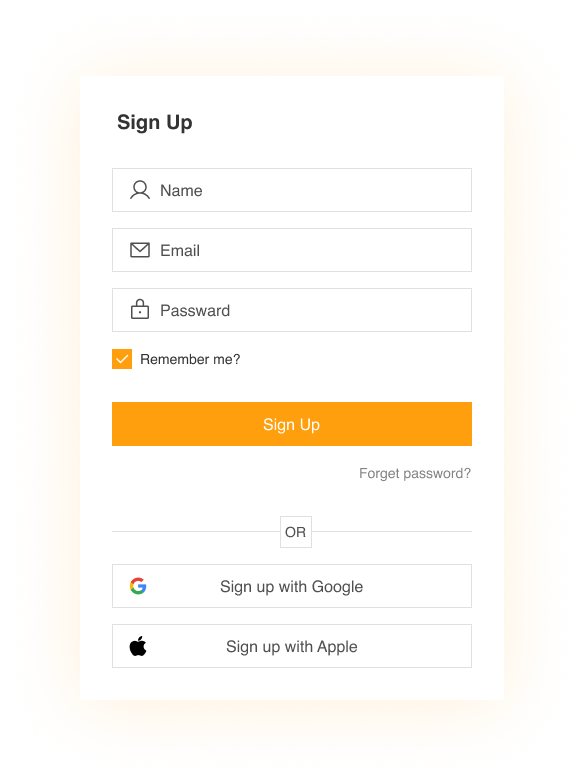 Sign Up
Name
Email
Passward
Remember me?
Sign Up
Forget password?
OR
Sign up with Google
Sign up with Apple